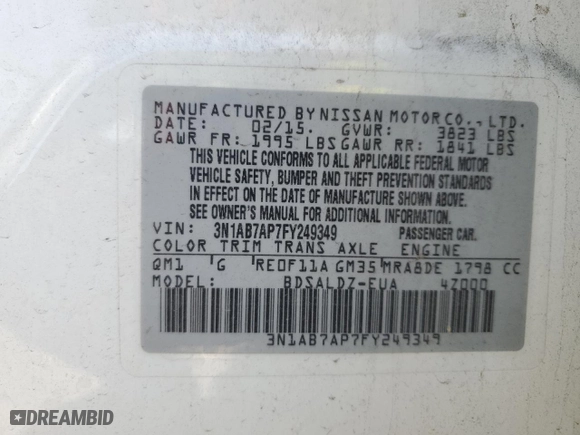 MANUFACTURED BY NISSAN MOTOR CO., LTD.
DATE: 02/15. GVWR: 3823 LBS
GAWR FR: 1995 LBS GAWR RR: 1841 LBS
THIS VEHICLE CONFORMS TO ALL APPLICABLE FEDERAL MOTOR
VEHICLE SAFETY, BUMPER AND THEFT PREVENTION STANDARDS
IN EFFECT ON THE DATE OF MANUFACTURE SHOWN ABOVE.
SEE OWNER'S MANUAL FOR ADDITIONAL INFORMATION.
VIN: 3N1AB7AP7FY249349 PASSENGER CAR.
COLOR TRIM TRANS AXLE ENGINE
QM1 G RE0F11A GM35 MRA8DE 1798 CC
MODEL: BDSALDZ-EUA 4Z000
3N1AB7AP7FY249349
DREAMBID